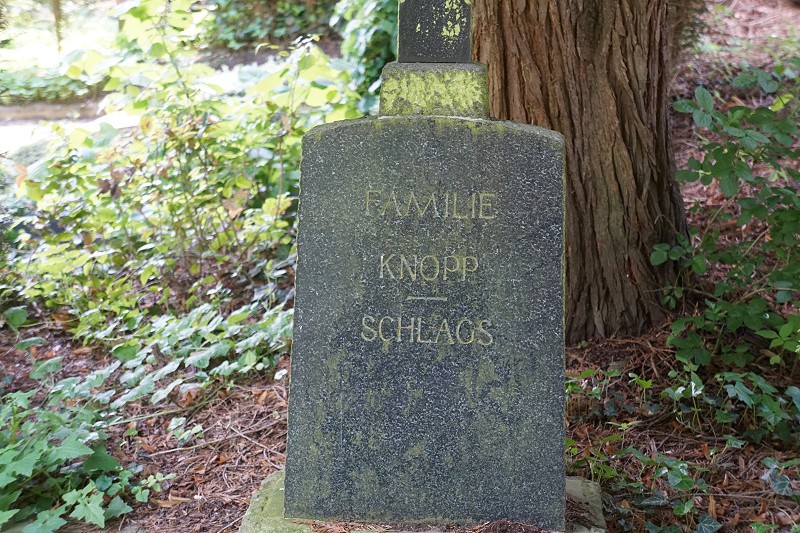 FAMILIE
KNOPP
—
SCHLAGS